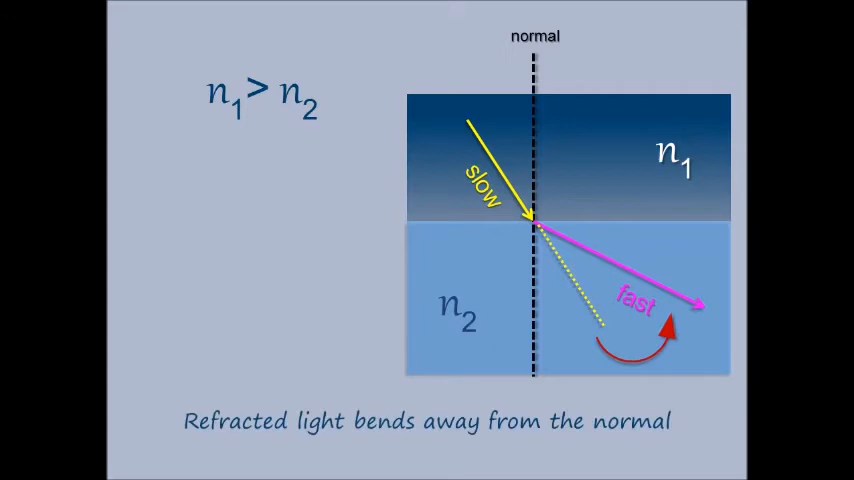 normal
n₁ > n₂
n₁
slow
fast
n₂
Refracted light bends away from the normal